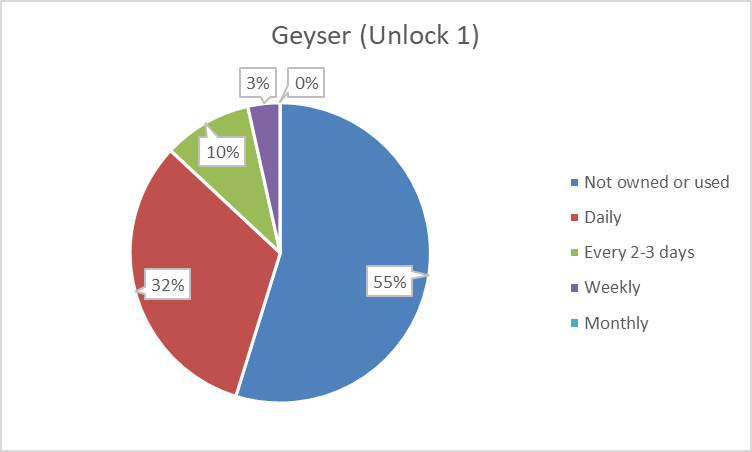 Geyser (Unlock 1)
3%
0%
10%
32%
55%
Not owned or used
Daily
Every 2-3 days
Weekly
Monthly